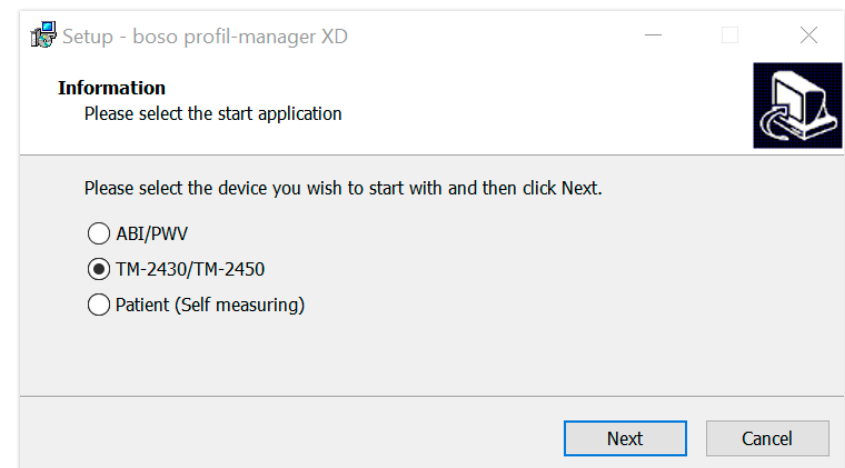 Setup - boso profil-manager XD
Information
Please select the start application
Please select the device you wish to start with and then click Next.
ABI/PWV
TM-2430/TM-2450
Patient (Self measuring)
Next
Cancel